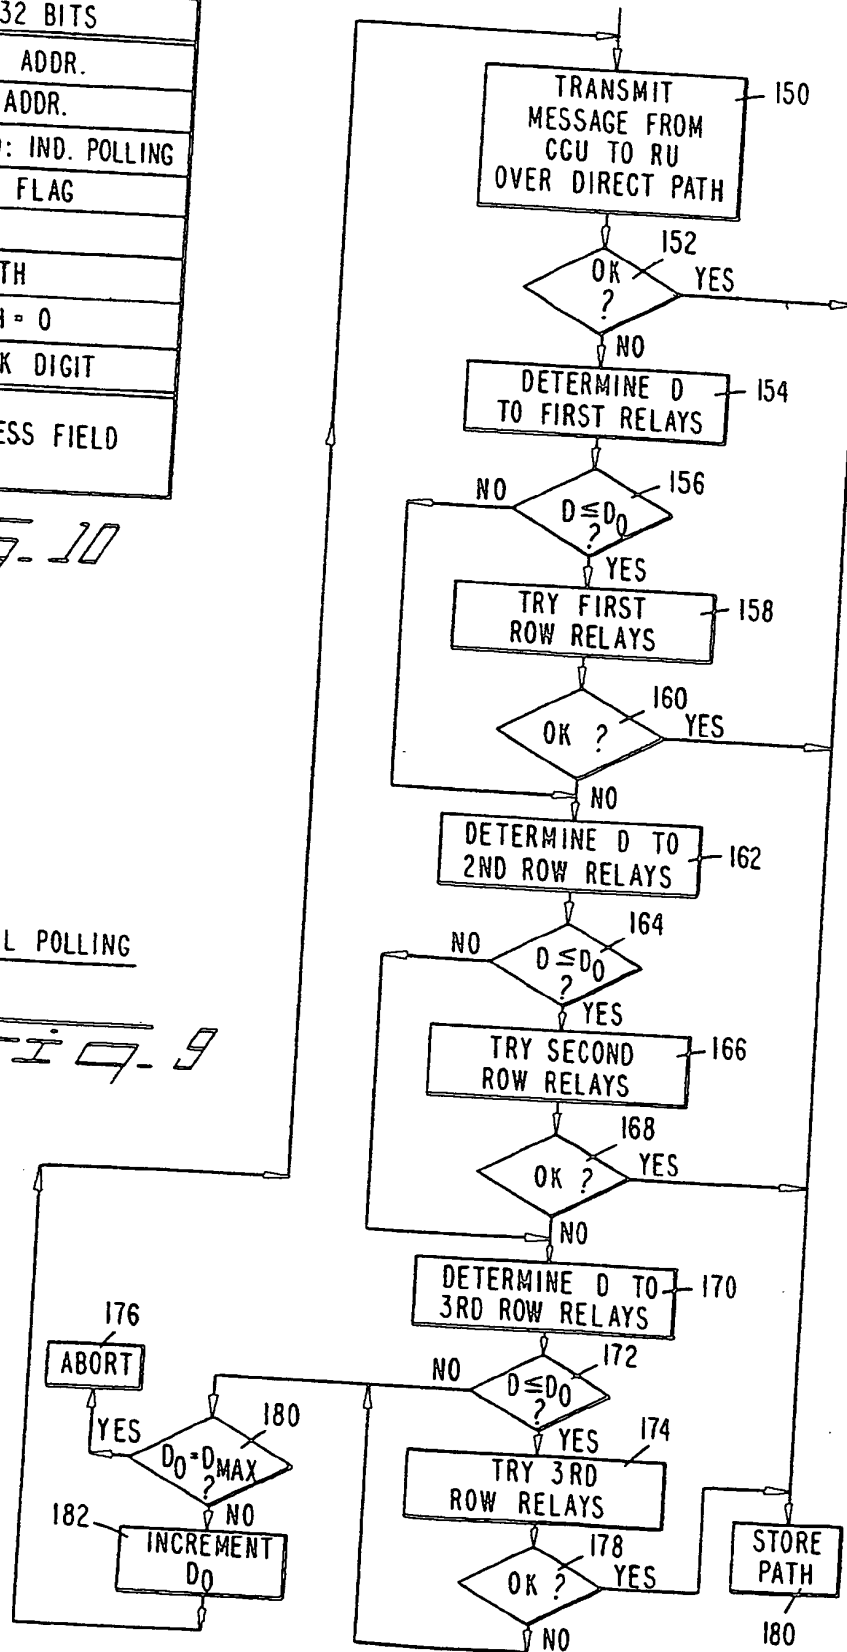 32 BITS
ADDR.
ADDR.
: IND. POLLING
FLAG
TH
= 0
K DIGIT
ESS FIELD
g. 10
L POLLING
Fig. 9
TRANSMIT
MESSAGE FROM
CCU TO RU
OVER DIRECT PATH
150
OK
?
152
YES
NO
DETERMINE D
TO FIRST RELAYS
154
NO
D≤D0
?
156
YES
TRY FIRST
ROW RELAYS
158
OK ?
160
YES
NO
DETERMINE D TO
2ND ROW RELAYS
162
NO
D≤D0
?
164
YES
TRY SECOND
ROW RELAYS
166
OK ?
168
YES
NO
DETERMINE D TO
3RD ROW RELAYS
170
176
ABORT
NO
D≤D0
?
172
YES
YES
D0=DMAX
?
180
NO
TRY 3RD
ROW RELAYS
174
182
INCREMENT
D0
OK ?
178
YES
NO
STORE
PATH
180